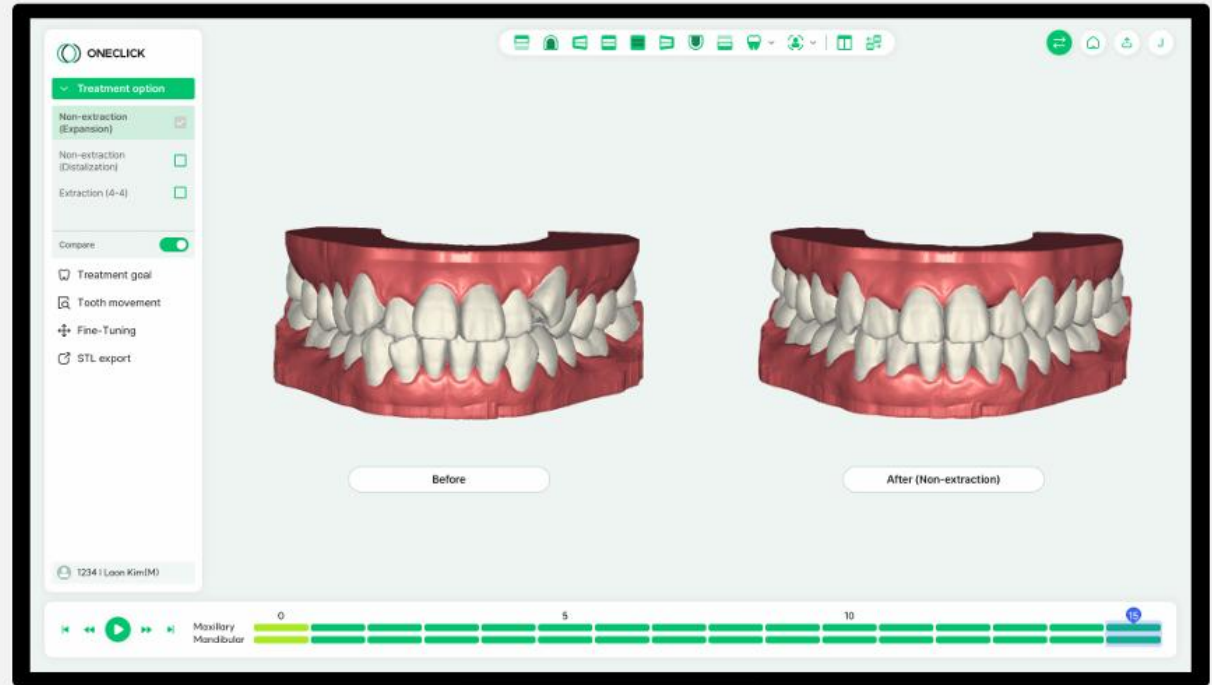 ONECLICK
Treatment option
Non-extraction
(Expansion)
Non-extraction
(Distalization)
Extraction (4-4)
Compare
Treatment goal
Tooth movement
Fine-Tuning
STL export
Before
After (Non-extraction)
1234 | Laon Kim(M)
J
0 5 10 15
Maxillary
Mandibular